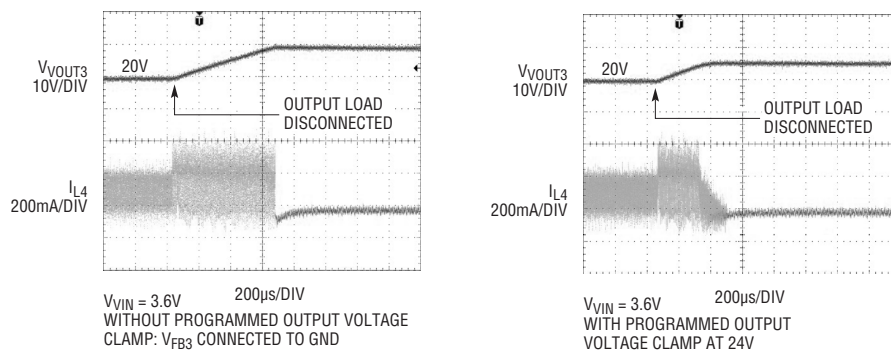 T
V_VOUT3
10V/DIV
20V
OUTPUT LOAD
DISCONNECTED
I_L4
200mA/DIV
V_VIN = 3.6V
200µs/DIV
WITHOUT PROGRAMMED OUTPUT VOLTAGE
CLAMP: V_FB3 CONNECTED TO GND
T
V_VOUT3
10V/DIV
20V
OUTPUT LOAD
DISCONNECTED
I_L4
200mA/DIV
V_VIN = 3.6V
200µs/DIV
WITH PROGRAMMED OUTPUT
VOLTAGE CLAMP AT 24V